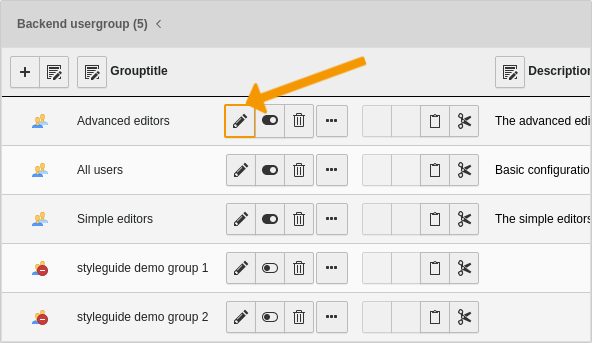 Backend usergroup (5)
Grouptitle Description
Advanced editors The advanced edi
All users Basic configuratio
Simple editors The simple editors
styleguide demo group 1
styleguide demo group 2